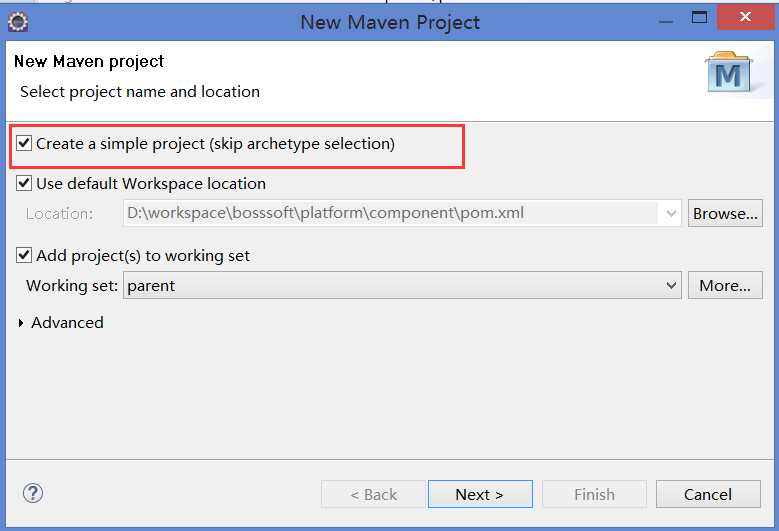 New Maven Project
New Maven project
Select project name and location
M
Create a simple project (skip archetype selection)
Use default Workspace location
Location: D:\workspace\bosssoft\platform\component\pom.xml Browse...
Add project(s) to working set
Working set: parent More...
Advanced
? < Back Next > Finish Cancel